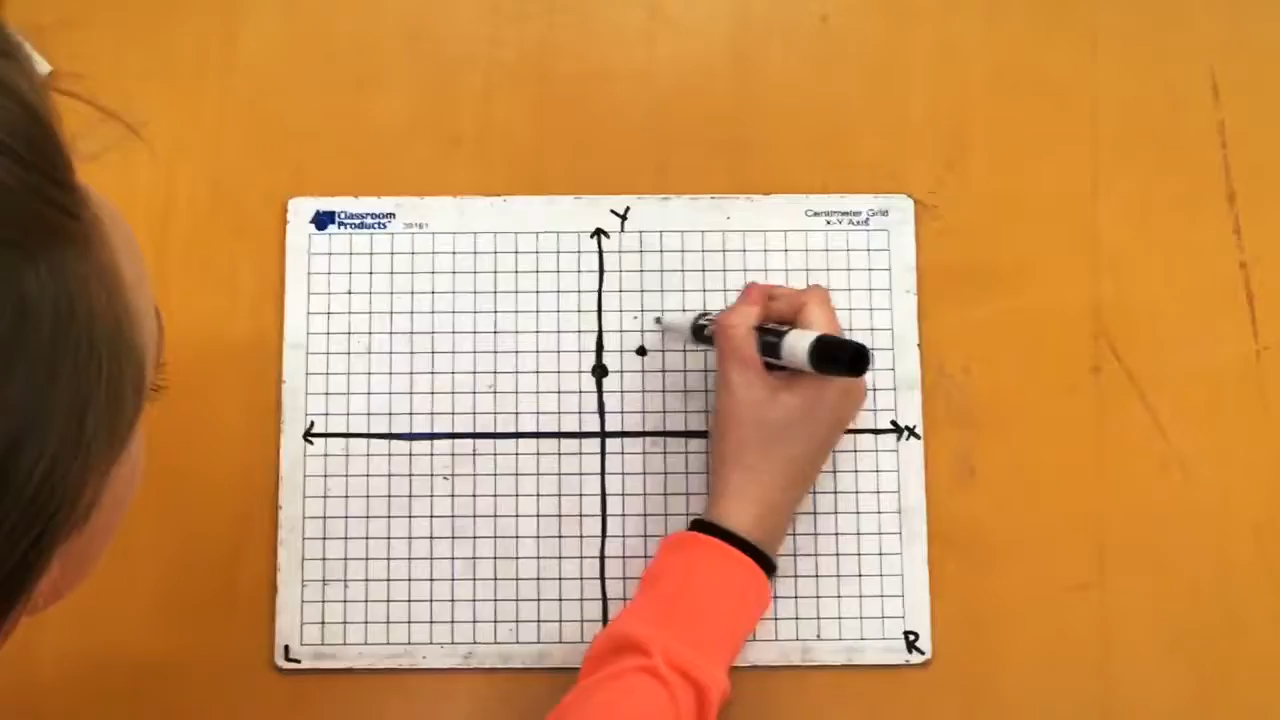 Classroom
Products
Centimeter Grid
X-Y Axis
Y
X
L
R